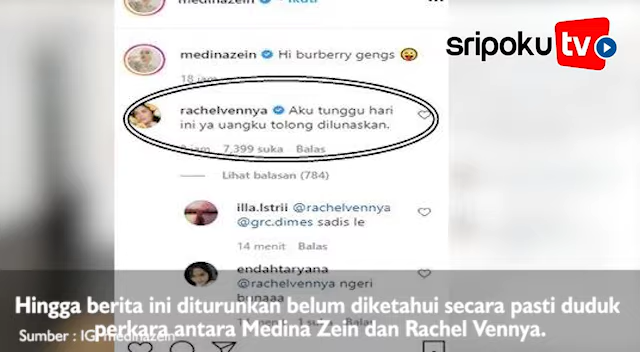 medinazein Ikuti
sripoku tv
medinazein Hi burberry gengs
18 jam
rachelvennya Aku tunggu hari
ini ya uangku tolong dilunaskan.
jam 7,399 suka Balas
Lihat balasan (784)
illa.lstrii @rachelvennya
@grc.dimes sadis le
14 menit Balas
endahtaryana
@rachelvennya ngeri
bunaaa
Hingga berita ini diturunkan belum diketahui secara pasti duduk
perkara antara Medina Zein dan Rachel Vennya.
Sumber : IG/medinazein